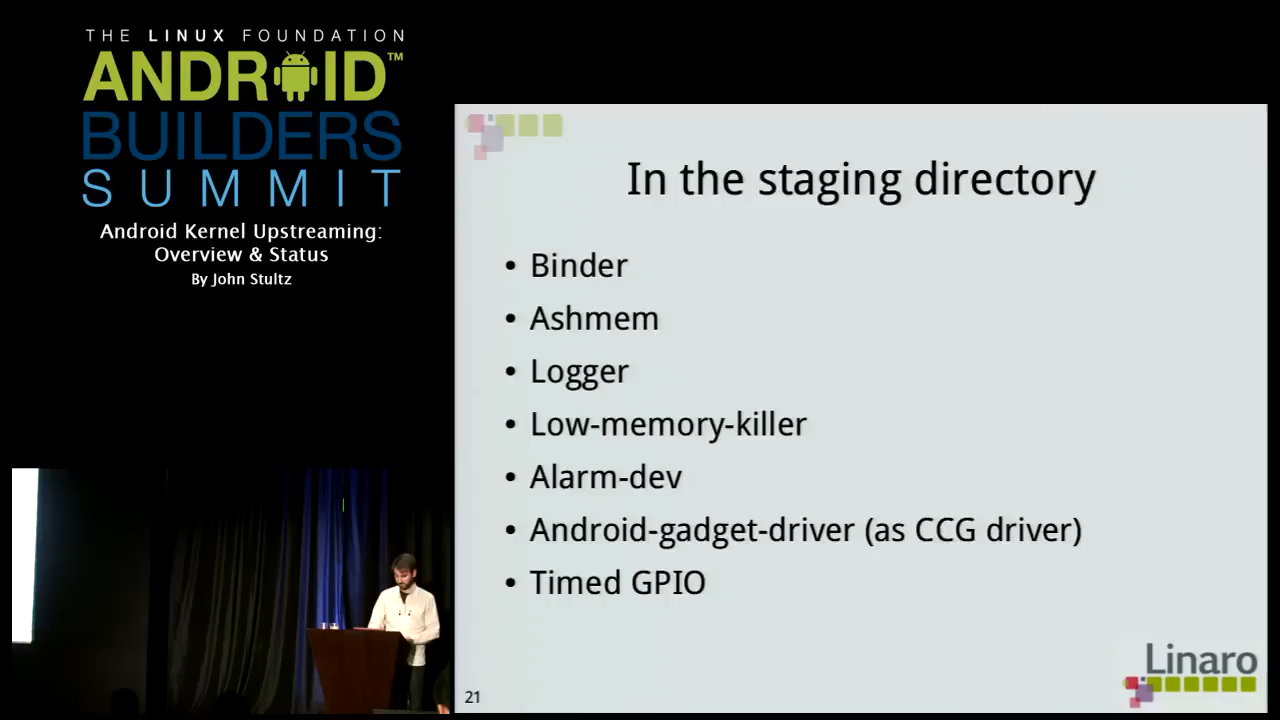 THE LINUX FOUNDATION
ANDROID™
BUILDERS
SUMMIT
Android Kernel Upstreaming:
Overview & Status
By John Stultz
In the staging directory
• Binder
• Ashmem
• Logger
• Low-memory-killer
• Alarm-dev
• Android-gadget-driver (as CCG driver)
• Timed GPIO
Linaro
21